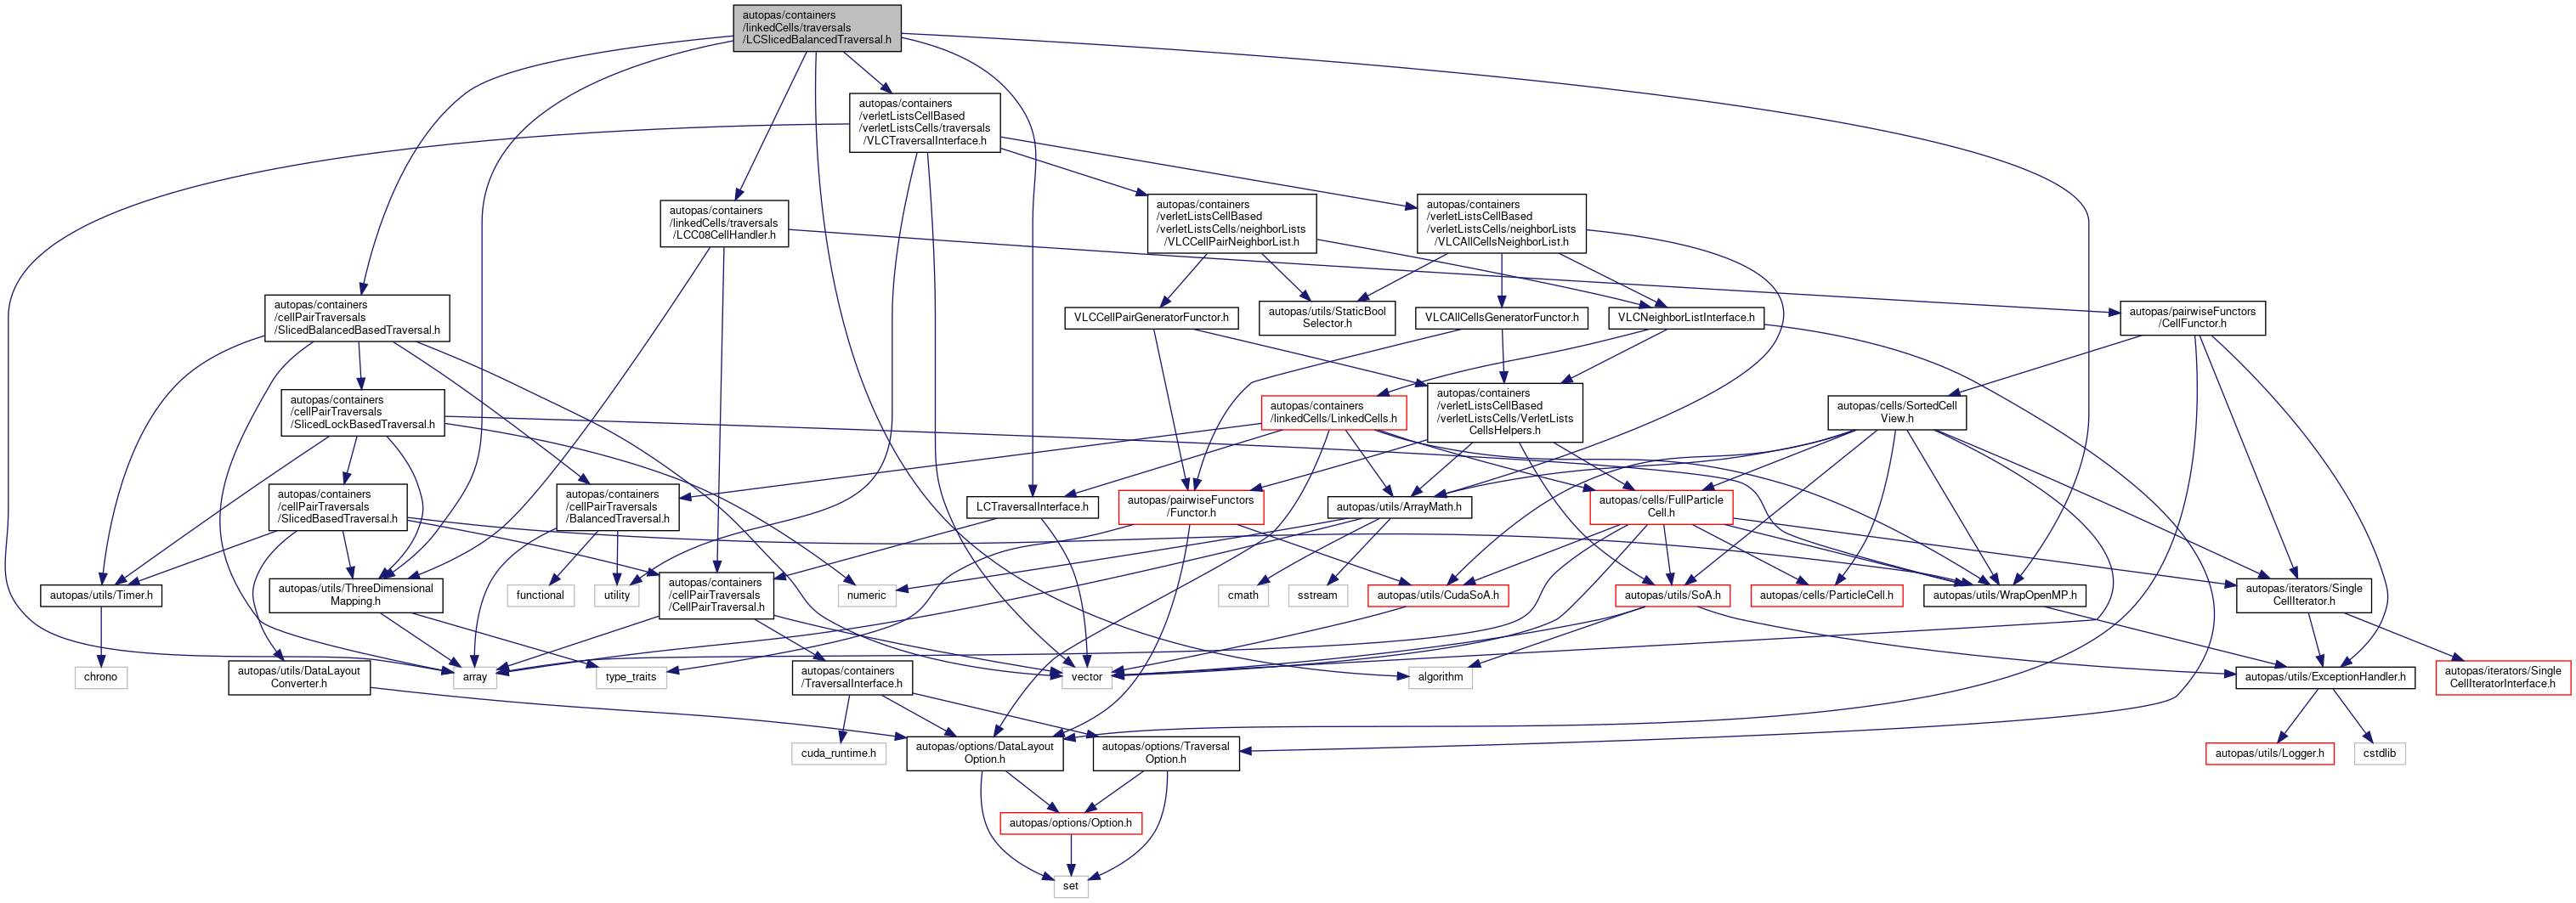 autopas/containers
/linkedCells/traversals
/LCSlicedBalancedTraversal.h
autopas/containers
/verletListsCellBased
/verletListsCells/traversals
/VLCTraversalInterface.h
autopas/containers
/linkedCells/traversals
/LCC08CellHandler.h
autopas/containers
/verletListsCellBased
/verletListsCells/neighborLists
/VLCCellPairNeighborList.h
autopas/containers
/verletListsCellBased
/verletListsCells/neighborLists
/VLCAllCellsNeighborList.h
autopas/containers
/cellPairTraversals
/SlicedBalancedBasedTraversal.h
VLCCellPairGeneratorFunctor.h
autopas/utils/StaticBool
Selector.h
VLCAllCellsGeneratorFunctor.h
VLCNeighborListInterface.h
autopas/pairwiseFunctors
/CellFunctor.h
autopas/containers
/cellPairTraversals
/SlicedLockBasedTraversal.h
autopas/containers
/linkedCells/LinkedCells.h
autopas/containers
/verletListsCellBased
/verletListsCells/VerletLists
CellsHelpers.h
autopas/cells/SortedCell
View.h
autopas/containers
/cellPairTraversals
/SlicedBasedTraversal.h
autopas/containers
/cellPairTraversals
/BalancedTraversal.h
LCTraversalInterface.h
autopas/pairwiseFunctors
/Functor.h
autopas/utils/ArrayMath.h
autopas/cells/FullParticle
Cell.h
autopas/utils/Timer.h
autopas/utils/ThreeDimensional
Mapping.h
functional
utility
autopas/containers
/cellPairTraversals
/CellPairTraversal.h
numeric
cmath
sstream
autopas/utils/CudaSoA.h
autopas/utils/SoA.h
autopas/cells/ParticleCell.h
autopas/utils/WrapOpenMP.h
autopas/iterators/Single
CellIterator.h
chrono
autopas/utils/DataLayout
Converter.h
array
type_traits
autopas/containers
/TraversalInterface.h
vector
algorithm
autopas/utils/ExceptionHandler.h
autopas/iterators/Single
CellIteratorInterface.h
cuda_runtime.h
autopas/options/DataLayout
Option.h
autopas/options/Traversal
Option.h
autopas/utils/Logger.h
cstdlib
autopas/options/Option.h
set